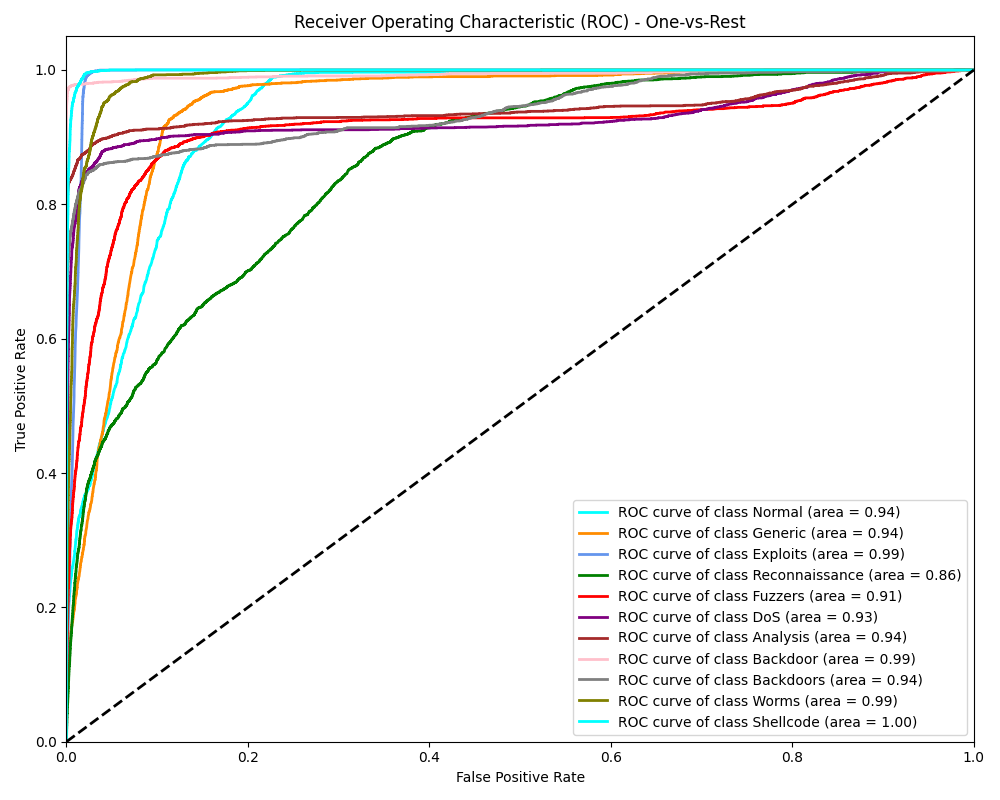 Receiver Operating Characteristic (ROC) - One-vs-Rest
True Positive Rate
1.0
0.8
0.6
0.4
0.2
0.0
ROC curve of class Normal (area = 0.94)
ROC curve of class Generic (area = 0.94)
ROC curve of class Exploits (area = 0.99)
ROC curve of class Reconnaissance (area = 0.86)
ROC curve of class Fuzzers (area = 0.91)
ROC curve of class DoS (area = 0.93)
ROC curve of class Analysis (area = 0.94)
ROC curve of class Backdoor (area = 0.99)
ROC curve of class Backdoors (area = 0.94)
ROC curve of class Worms (area = 0.99)
ROC curve of class Shellcode (area = 1.00)
0.0 0.2 0.4 0.6 0.8 1.0
False Positive Rate